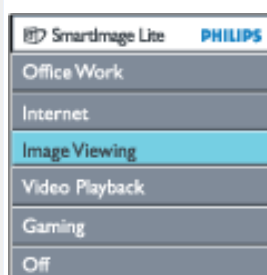 SmartImage Lite PHILIPS
Office Work
Internet
Image Viewing
Video Playback
Gaming
Off